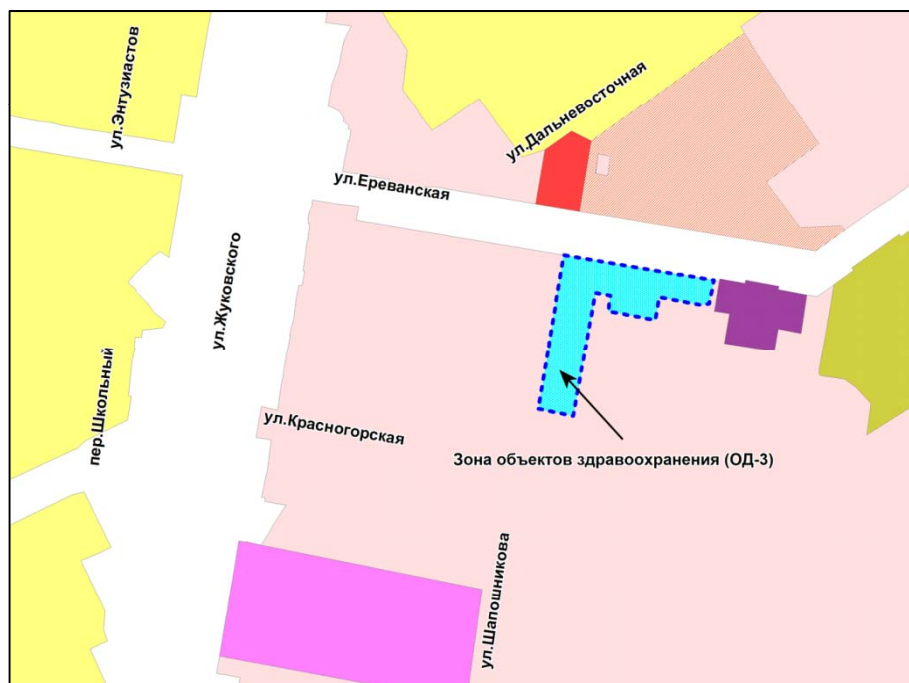 ул.Энтузиастов
ул.Дальневосточная
ул.Ереванская
ул.Жуковского
пер.Школьный
ул.Красногорская
Зона объектов здравоохранения (ОД-3)
ул.Шапошникова